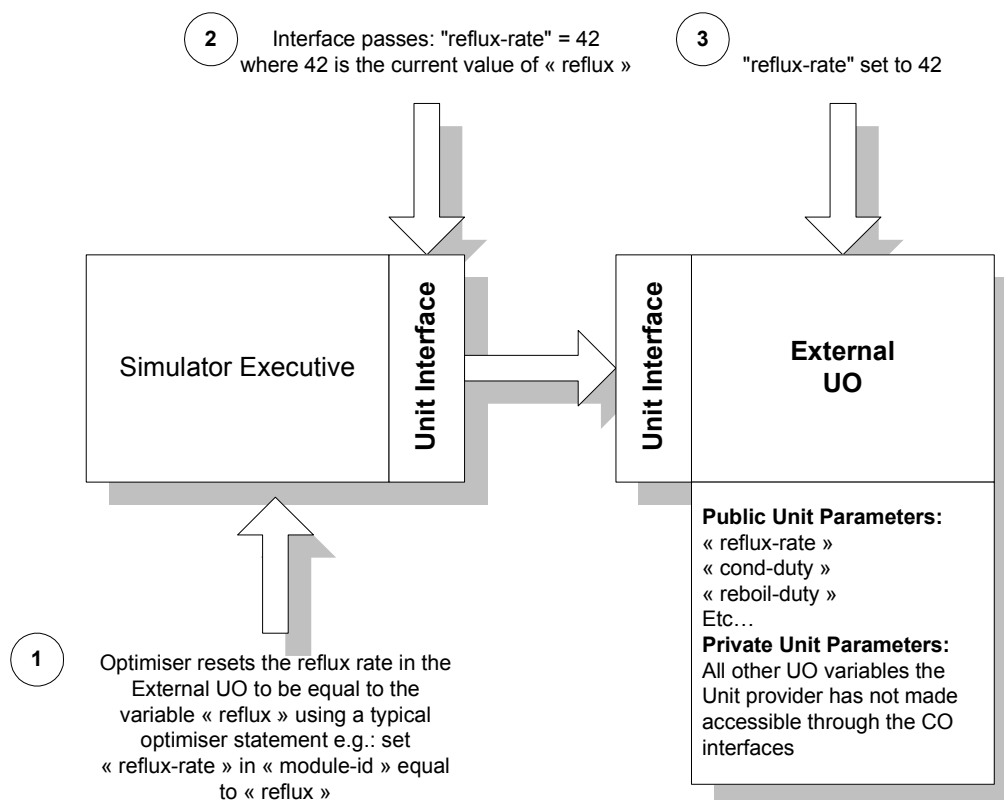 2
Interface passes: "reflux-rate" = 42
where 42 is the current value of « reflux »
3
"reflux-rate" set to 42
Simulator Executive
Unit Interface
Unit Interface
External
UO
Public Unit Parameters:
« reflux-rate »
« cond-duty »
« reboil-duty »
Etc…
Private Unit Parameters:
All other UO variables the
Unit provider has not made
accessible through the CO
interfaces
1
Optimiser resets the reflux rate in the
External UO to be equal to the
variable « reflux » using a typical
optimiser statement e.g.: set
« reflux-rate » in « module-id » equal
to « reflux »